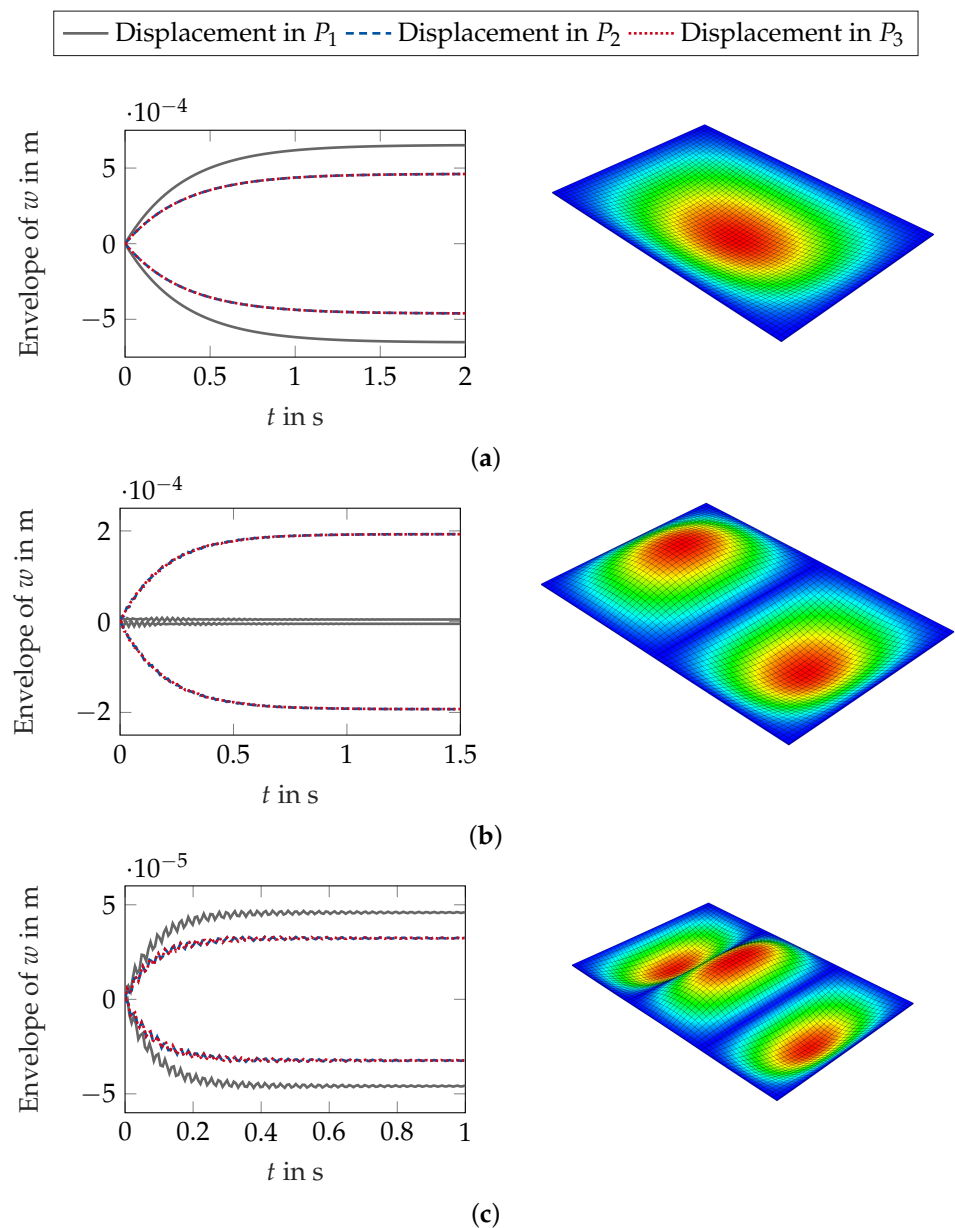 Displacement in P₁ Displacement in P₂ Displacement in P₃
·10⁻⁴
Envelope of w in m
5
0
−5
0 0.5 1 1.5 2
t in s
(a)
·10⁻⁴
Envelope of w in m
2
0
−2
0 0.5 1 1.5
t in s
(b)
·10⁻⁵
Envelope of w in m
5
0
−5
0 0.2 0.4 0.6 0.8 1
t in s
(c)